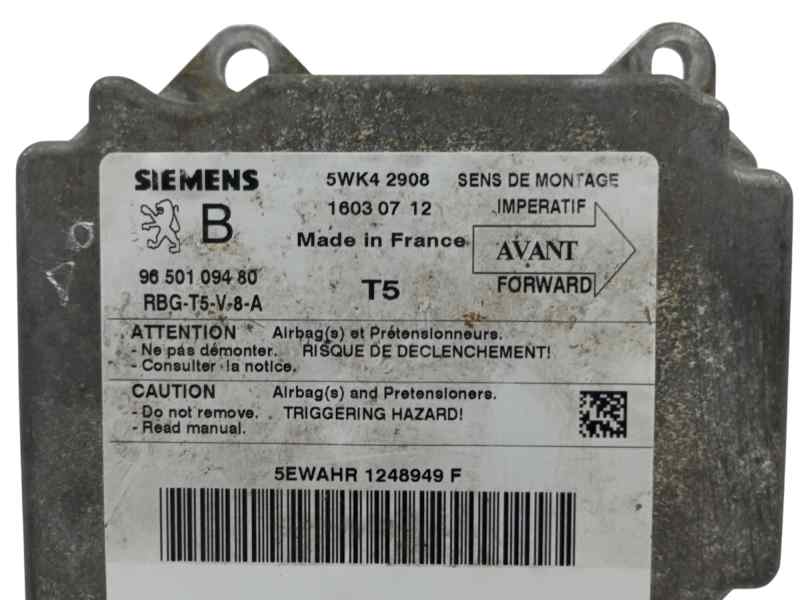 SIEMENS 5WK4 2908 SENS DE MONTAGE
B 16030 07 12 IMPERATIF
Made in France AVANT
96 501 094 80 T5 FORWARD
RBG-T5-V-8-A
ATTENTION Airbag(s) et Prétensionneurs.
- Ne pas démonter. RISQUE DE DECLENCHEMENT!
- Consulter la notice.
CAUTION Airbag(s) and Pretensioners.
- Do not remove. TRIGGERING HAZARD!
- Read manual.
5EWAHR 1248949 F